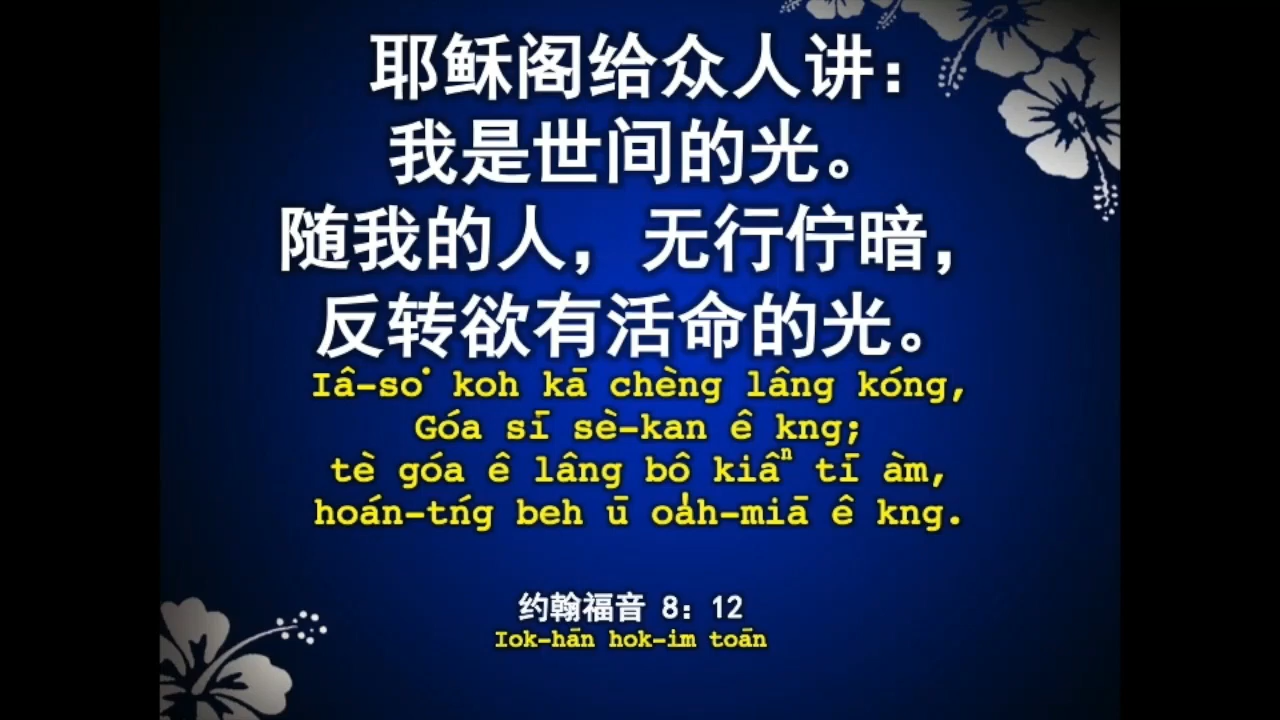 耶稣阁给众人讲：
我是世间的光。
随我的人，无行佇暗，
反转欲有活命的光。
Iâ-so͘ koh kā chèng lâng kóng,
Góa sī sè-kan ê kng;
tè góa ê lâng bô kiâⁿ tī àm,
hoán-tńg beh ū oa̍h-miā ê kng.
约翰福音 8：12
Iok-hān hok-im toān